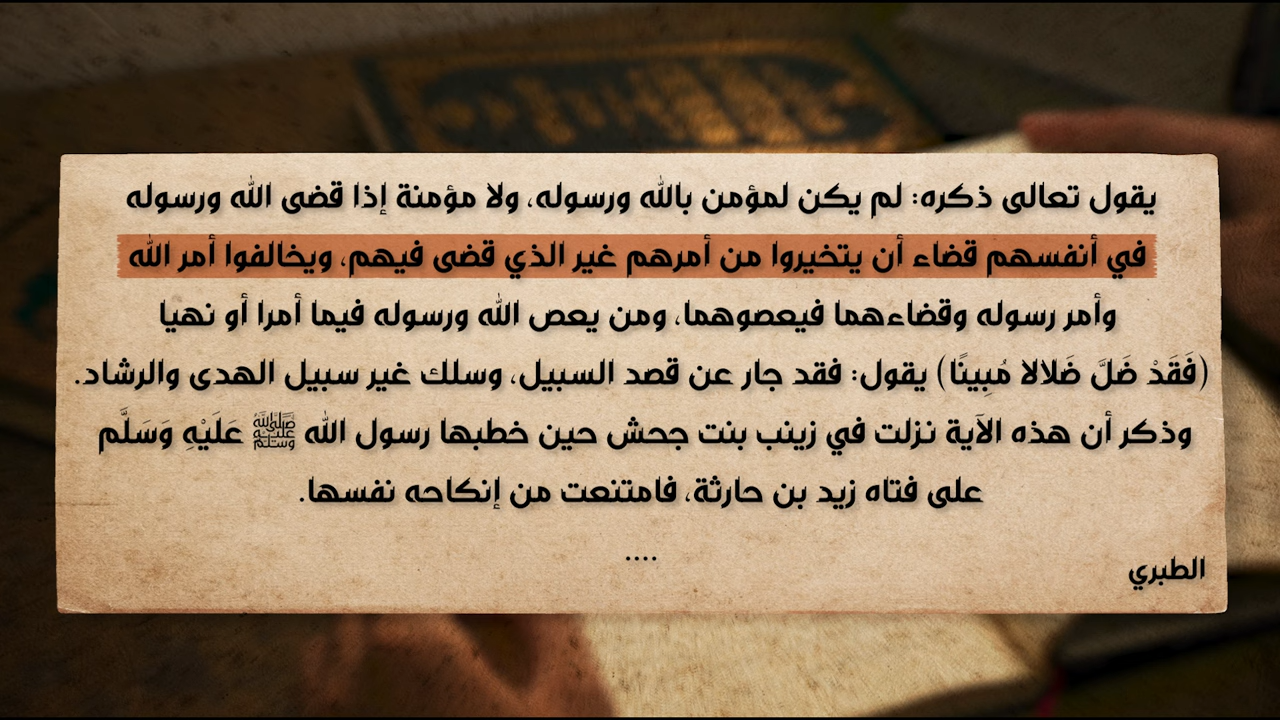 يقول تعالى ذكره: لم يكن لمؤمن بالله ورسوله، ولا مؤمنة إذا قضى الله ورسوله
في أنفسهم قضاء أن يتخيروا من أمرهم غير الذي قضى فيهم، ويخالفوا أمر الله
وأمر رسوله وقضاءهما فيعصوهما، ومن يعص الله ورسوله فيما أمرا أو نهيا
(فَقَدْ ضَلَّ ضَلالا مُبِينًا) يقول: فقد جار عن قصد السبيل، وسلك غير سبيل الهدى والرشاد.
وذكر أن هذه الآية نزلت في زينب بنت جحش حين خطبها رسول الله ﷺ عَلَيْهِ وَسَلَّم
على فتاه زيد بن حارثة، فامتنعت من إنكاحه نفسها.
....
الطبري